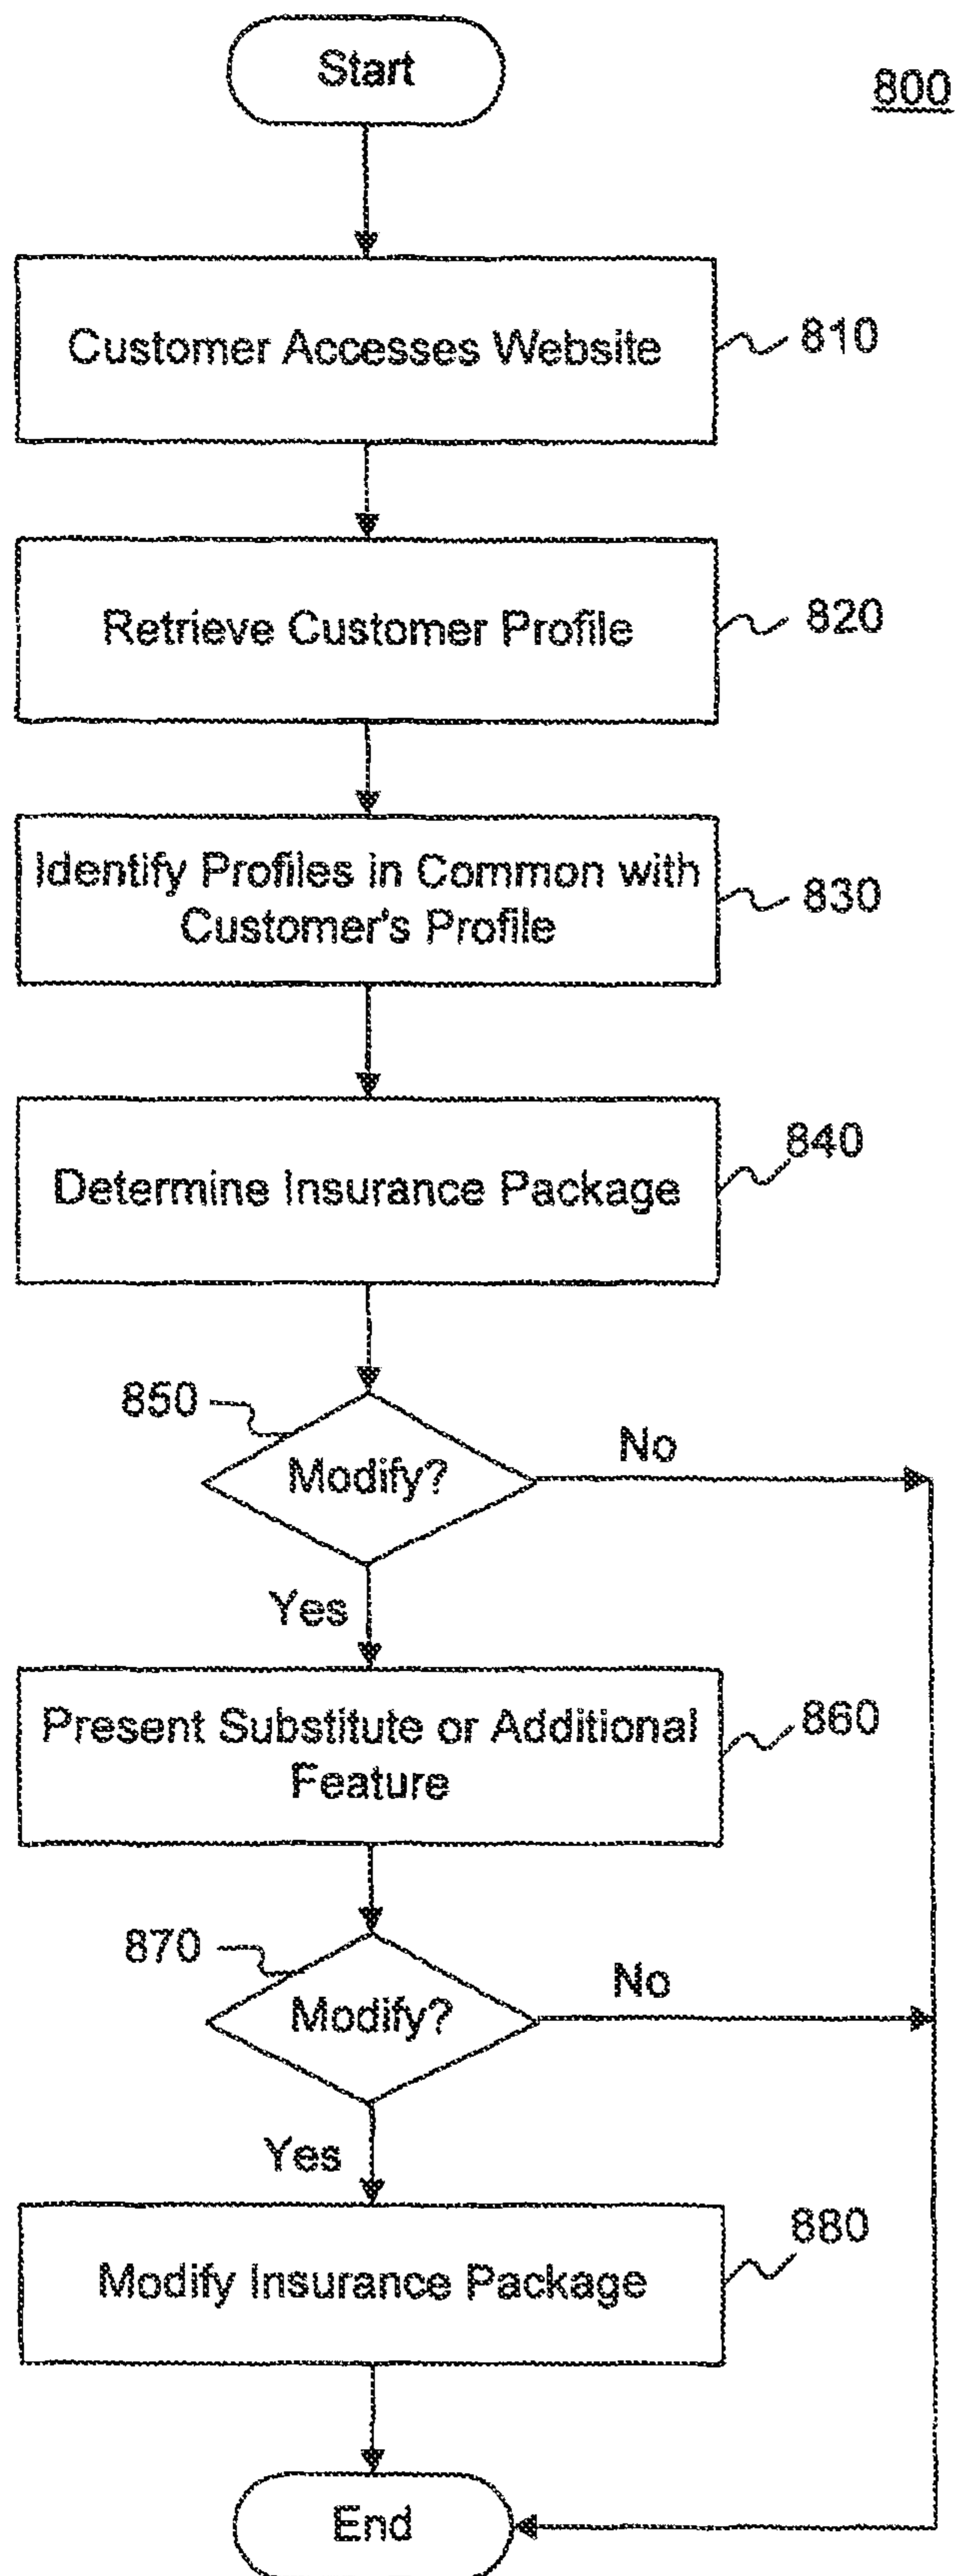 Start
800
Customer Accesses Website
810
Retrieve Customer Profile
820
Identify Profiles in Common with
Customer's Profile
830
Determine Insurance Package
840
850
Modify?
No
Yes
Present Substitute or Additional
Feature
860
870
Modify?
No
Yes
Modify Insurance Package
880
End